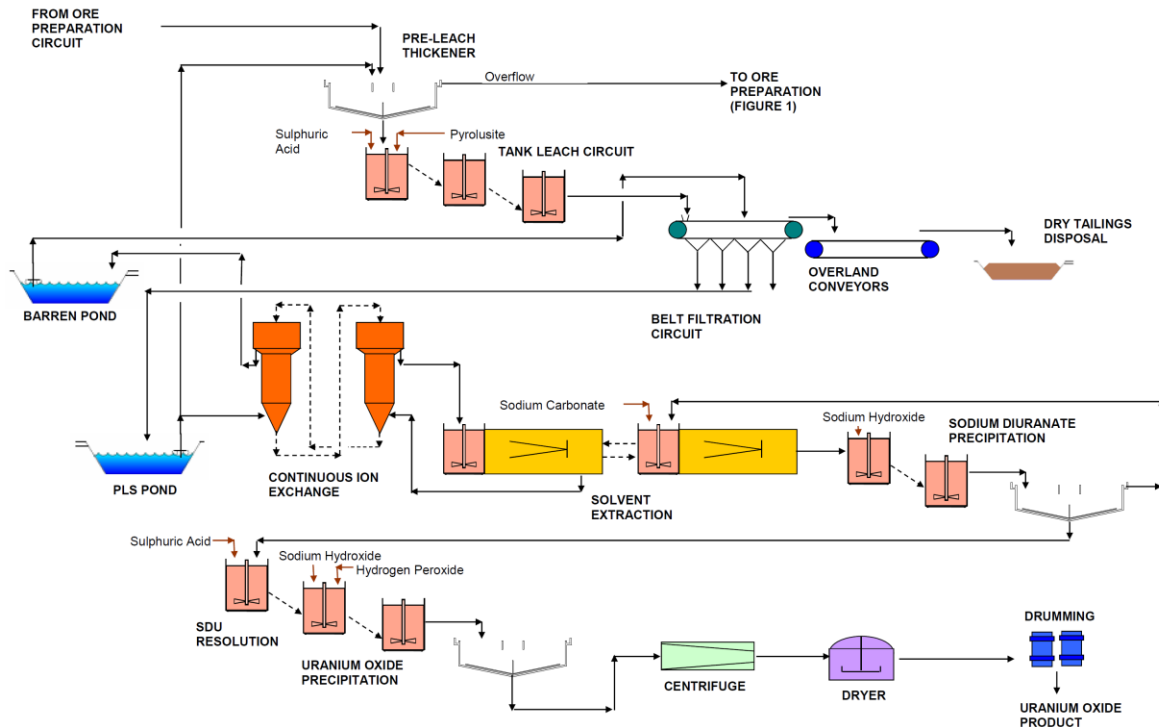 FROM ORE
PREPARATION
CIRCUIT
PRE-LEACH
THICKENER
Overflow
TO ORE
PREPARATION
(FIGURE 1)
Sulphuric
Acid
Pyrolusite
TANK LEACH CIRCUIT
DRY TAILINGS
DISPOSAL
OVERLAND
CONVEYORS
BARREN POND
BELT FILTRATION
CIRCUIT
Sodium Carbonate
Sodium Hydroxide
SODIUM DIURANATE
PRECIPITATION
PLS POND
CONTINUOUS ION
EXCHANGE
SOLVENT
EXTRACTION
Sulphuric Acid
Sodium Hydroxide
Hydrogen Peroxide
SDU
RESOLUTION
URANIUM OXIDE
PRECIPITATION
CENTRIFUGE
DRYER
DRUMMING
URANIUM OXIDE
PRODUCT